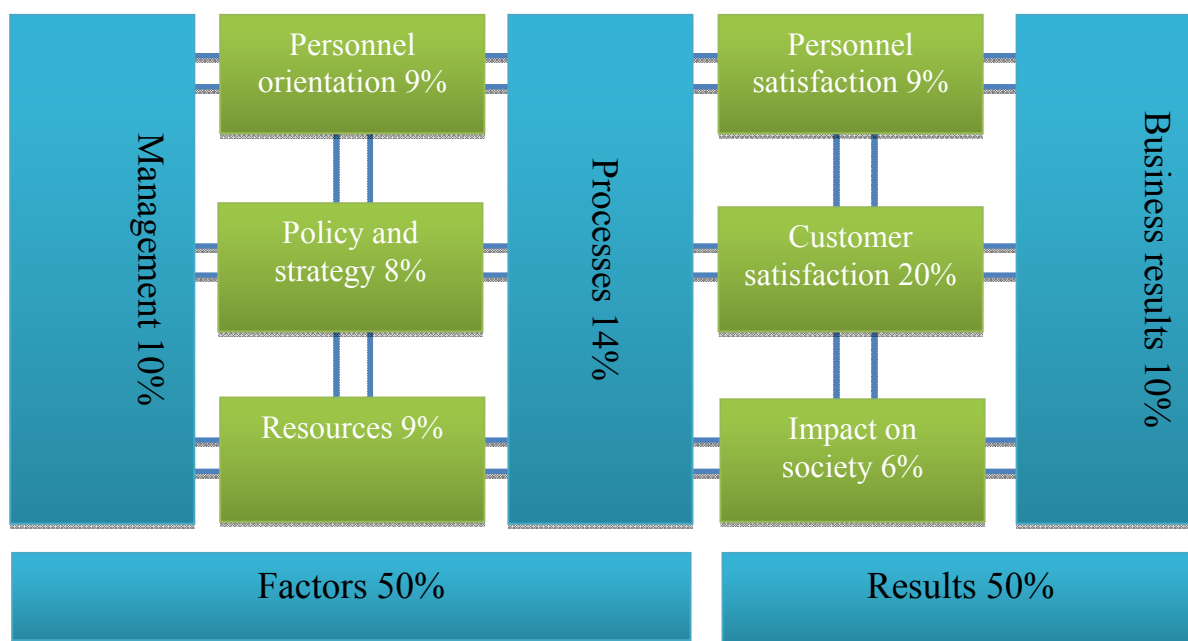 Management 10%
Personnel
orientation 9%
Policy and
strategy 8%
Resources 9%
Processes 14%
Personnel
satisfaction 9%
Customer
satisfaction 20%
Impact on
society 6%
Business results 10%
Factors 50%
Results 50%